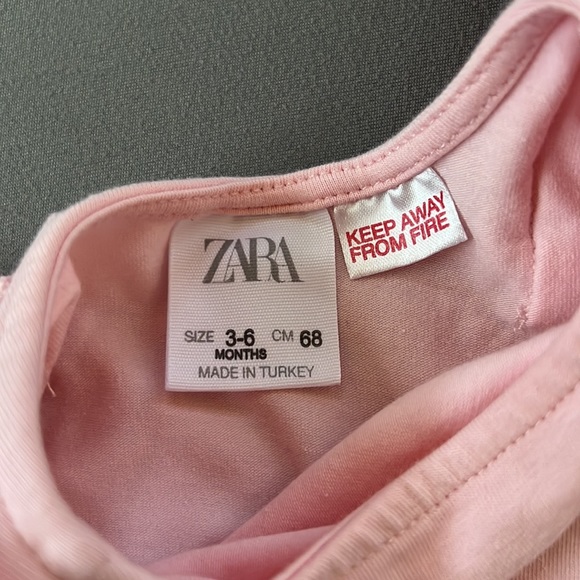 ZARA
SIZE 3-6 CM 68
MONTHS
MADE IN TURKEY
KEEP AWAY
FROM FIRE